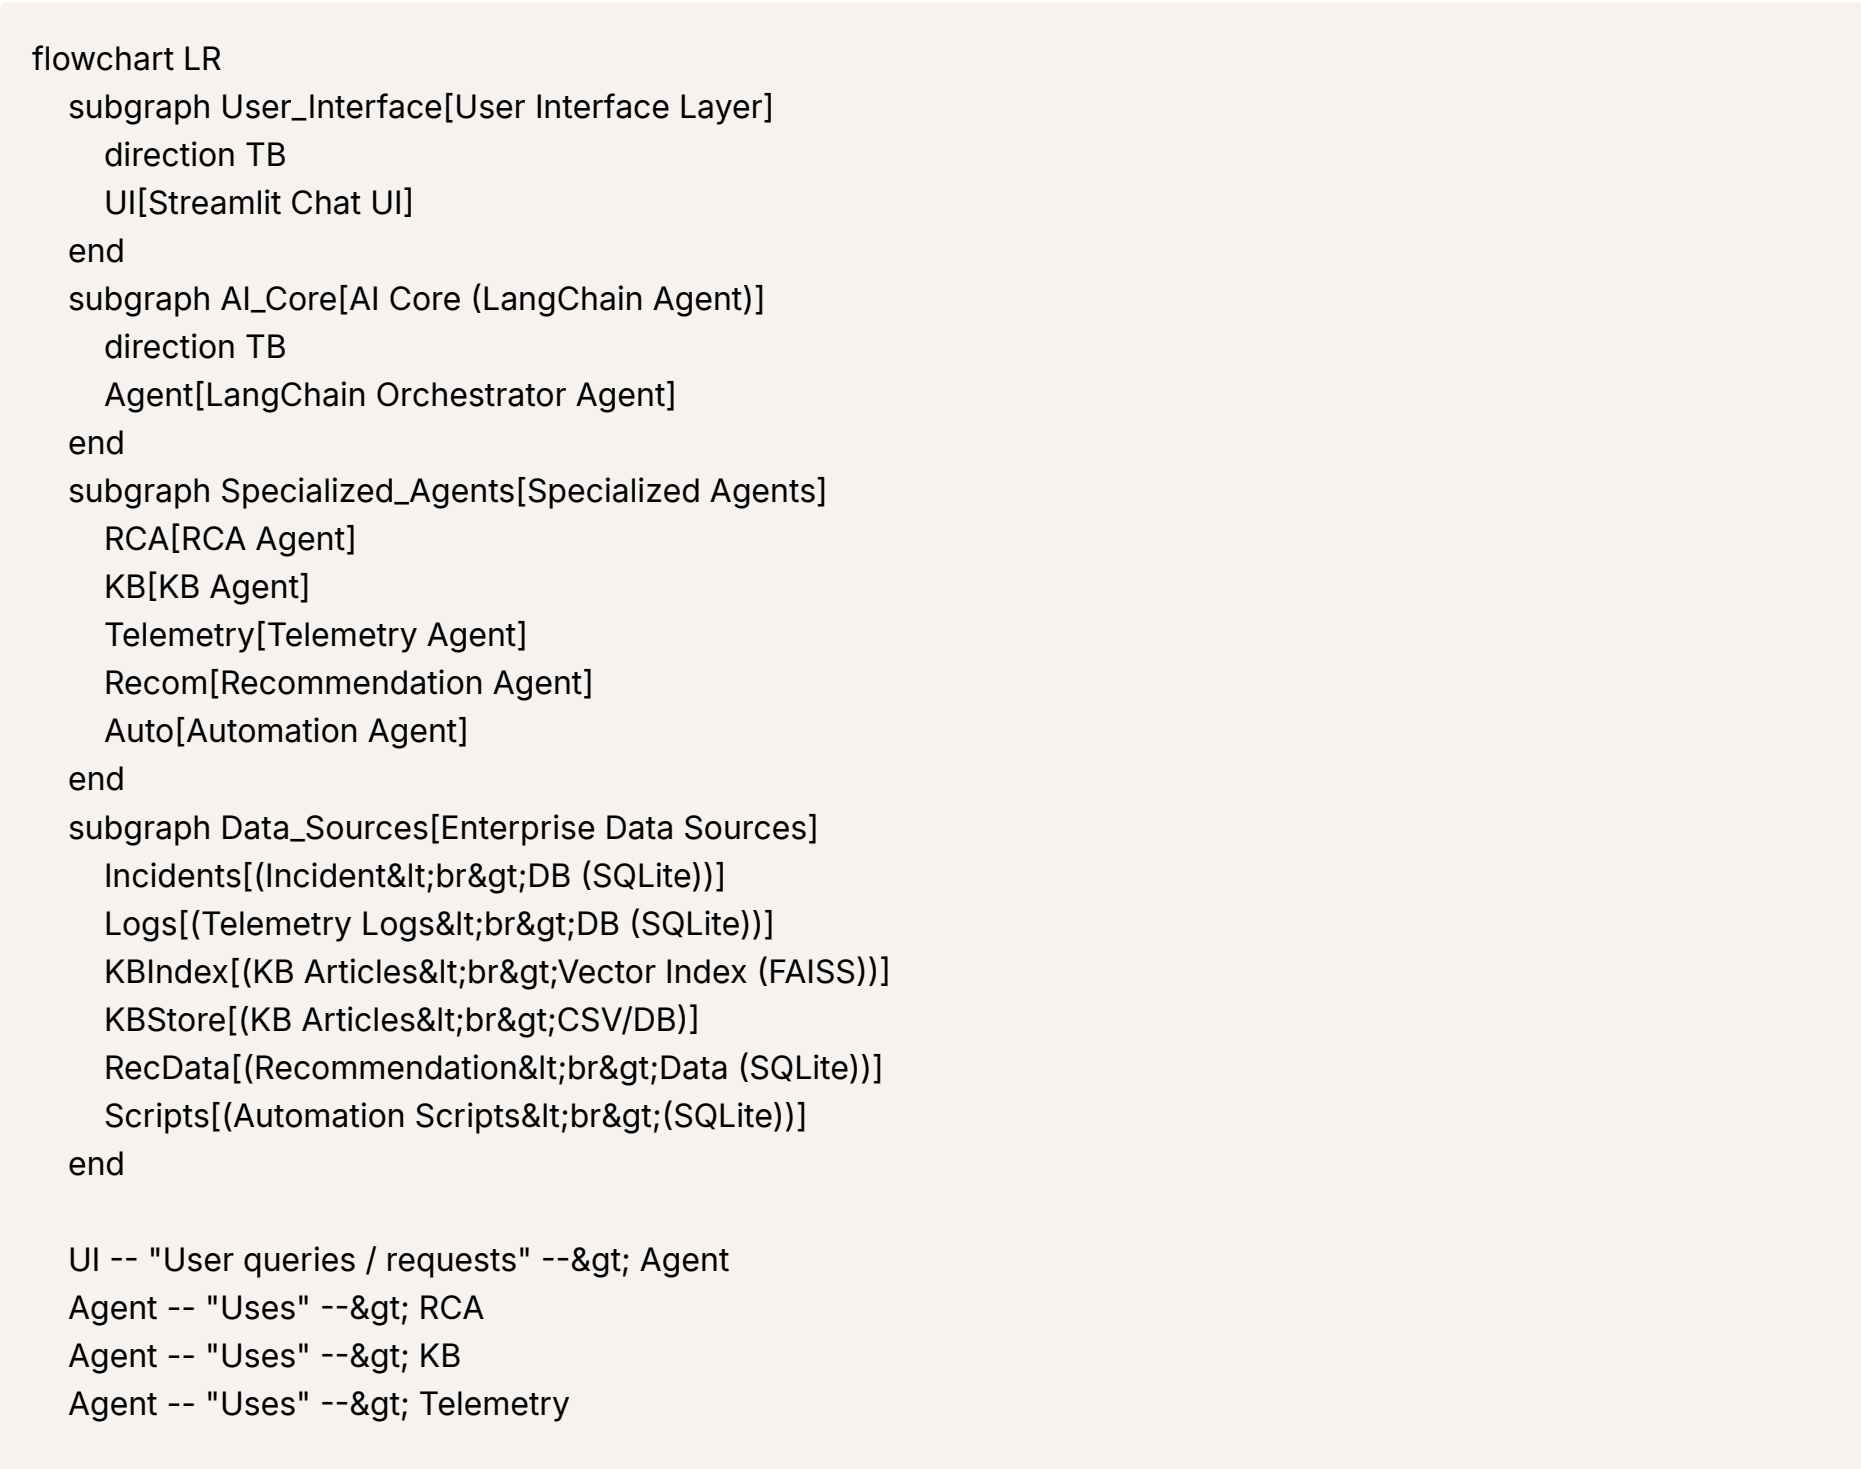 flowchart LR
subgraph User_Interface[User Interface Layer]
direction TB
UI[Streamlit Chat UI]
end
subgraph AI_Core[AI Core (LangChain Agent)]
direction TB
Agent[LangChain Orchestrator Agent]
end
subgraph Specialized_Agents[Specialized Agents]
RCA[RCA Agent]
KB[KB Agent]
Telemetry[Telemetry Agent]
Recom[Recommendation Agent]
Auto[Automation Agent]
end
subgraph Data_Sources[Enterprise Data Sources]
Incidents[(Incident&lt;br&gt;DB (SQLite))]
Logs[(Telemetry Logs&lt;br&gt;DB (SQLite))]
KBIndex[(KB Articles&lt;br&gt;Vector Index (FAISS))]
KBStore[(KB Articles&lt;br&gt;CSV/DB)]
RecData[(Recommendation&lt;br&gt;Data (SQLite))]
Scripts[(Automation Scripts&lt;br&gt;(SQLite))]
end
UI -- "User queries / requests" --&gt; Agent
Agent -- "Uses" --&gt; RCA
Agent -- "Uses" --&gt; KB
Agent -- "Uses" --&gt; Telemetry